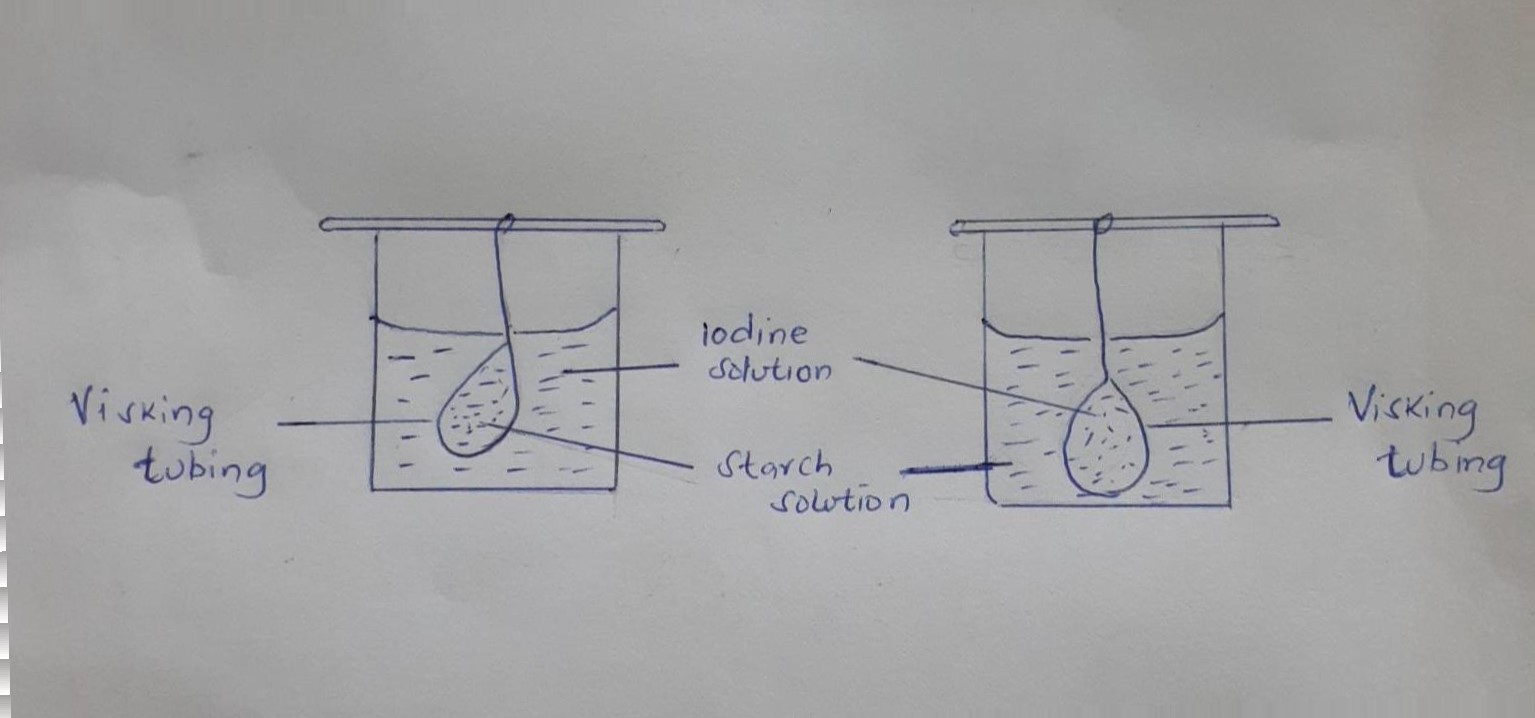 Visking
tubing
Iodine
solution
Starch
solution
Visking
tubing